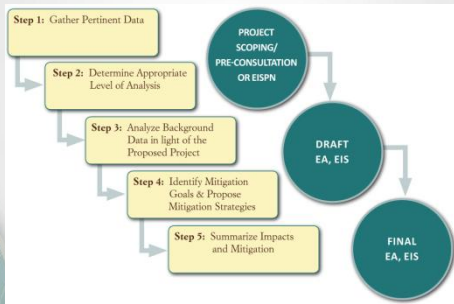 Step 1: Gather Pertinent Data
Step 2: Determine Appropriate
Level of Analysis
Step 3: Analyze Background
Data in light of the
Proposed Project
Step 4: Identify Mitigation
Goals & Propose
Mitigation Strategies
Step 5: Summarize Impacts
and Mitigation
PROJECT
SCOPING/
PRE-CONSULTATION
OR EISPN
DRAFT
EA, EIS
FINAL
EA, EIS